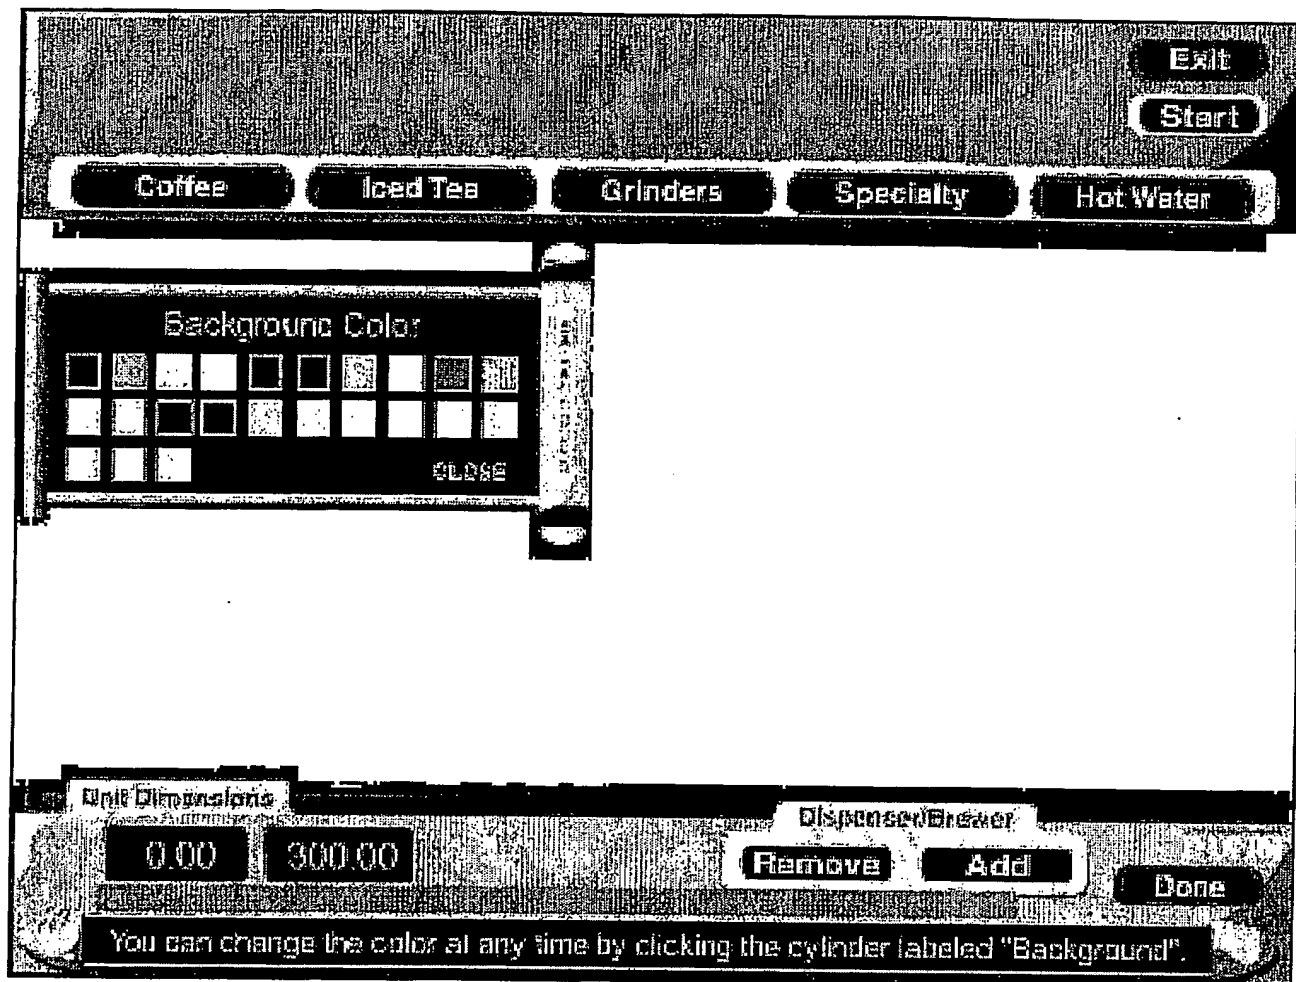 Exit
Start
Coffee
Iced Tea
Grinders
Specialty
Hot Water
Background Color
CLOSE
Unit Dimensions
Dispenser/Brewer
0.00
300.00
Remove
Add
Done
You can change the color at any time by clicking the cylinder labeled "Background".